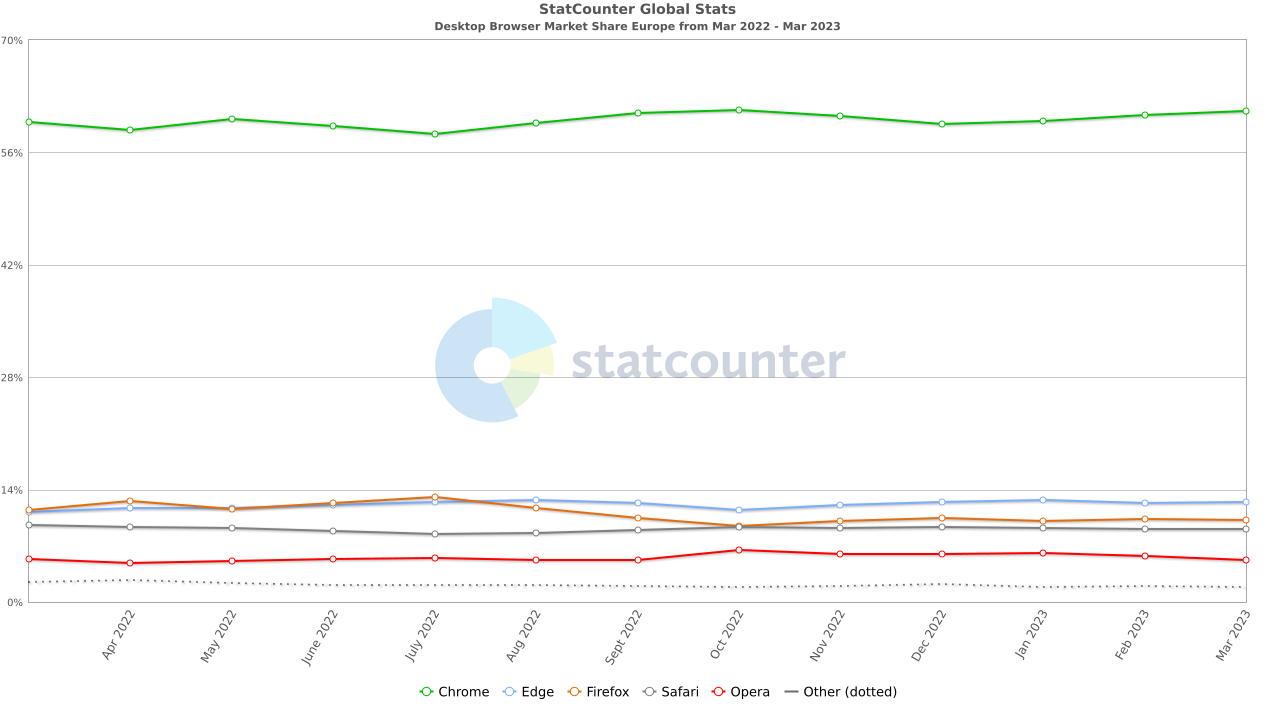 StatCounter Global Stats
Desktop Browser Market Share Europe from Mar 2022 - Mar 2023
70%
56%
42%
28%
14%
0%
statcounter
Apr 2022
May 2022
June 2022
July 2022
Aug 2022
Sept 2022
Oct 2022
Nov 2022
Dec 2022
Jan 2023
Feb 2023
Mar 2023
Chrome Edge Firefox Safari Opera Other (dotted)